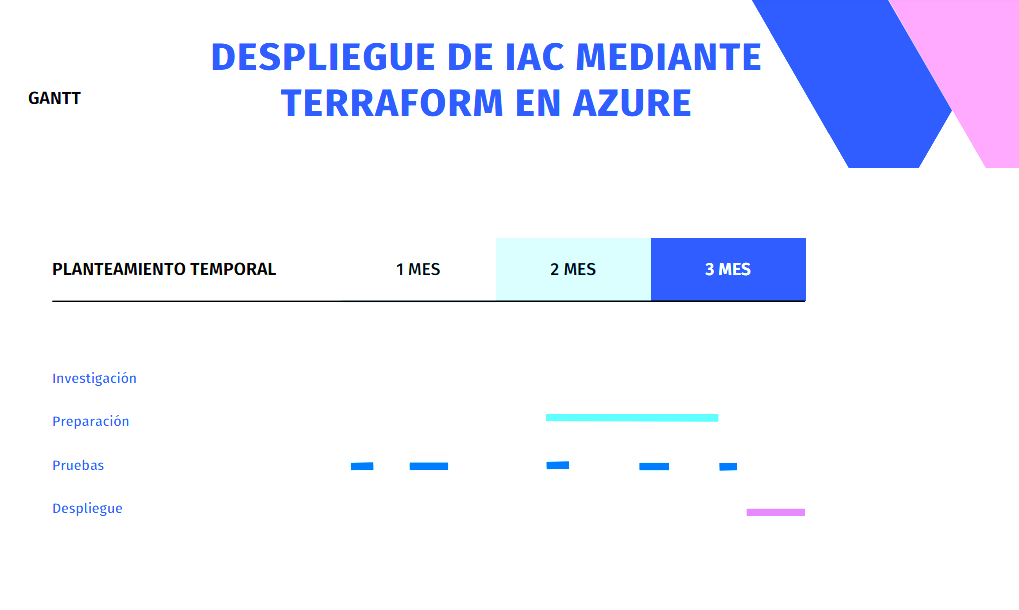 DESPLIEGUE DE IAC MEDIANTE
TERRAFORM EN AZURE
GANTT
PLANTEAMIENTO TEMPORAL 1 MES 2 MES 3 MES
Investigación
Preparación
Pruebas
Despliegue